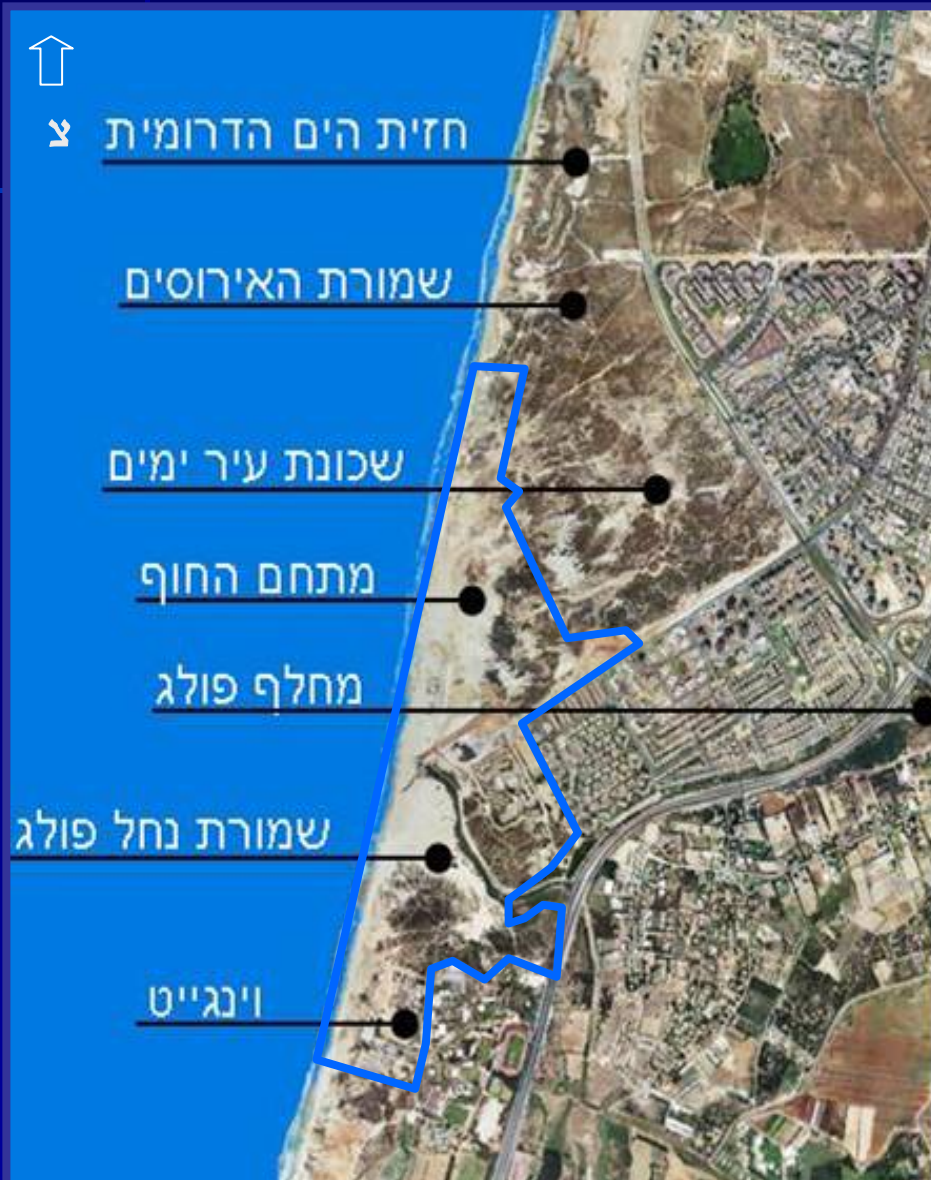 צ
חזית הים הדרומית
שמורת האירוסים
שכונת עיר ימים
מתחם החוף
מחלף פולג
שמורת נחל פולג
וינגייט